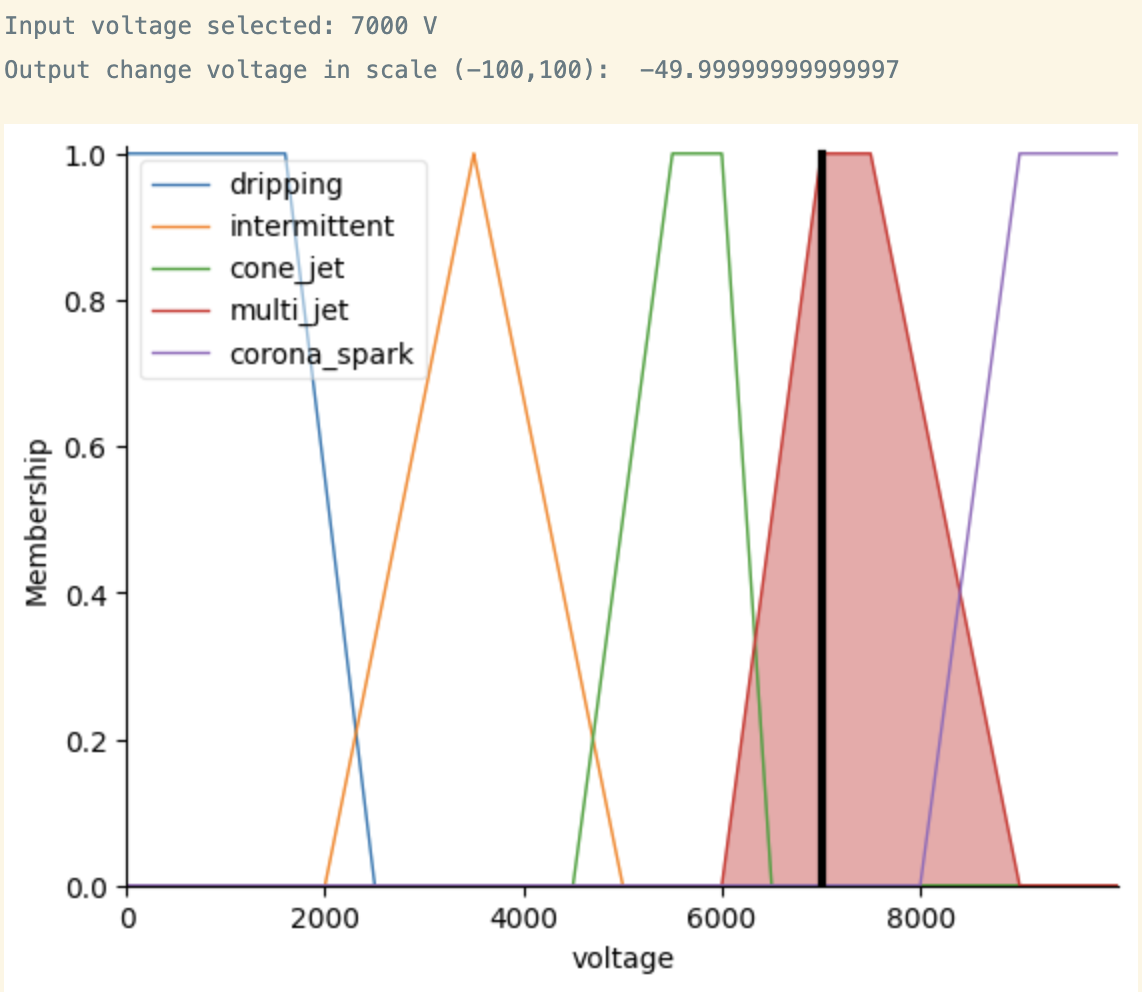 Input voltage selected: 7000 V
Output change voltage in scale (-100,100):  -49.99999999999997
1.0
dripping
intermittent
cone_jet
multi_jet
corona_spark
0.8
0.6
0.4
0.2
0.0
Membership
0 2000 4000 6000 8000
voltage